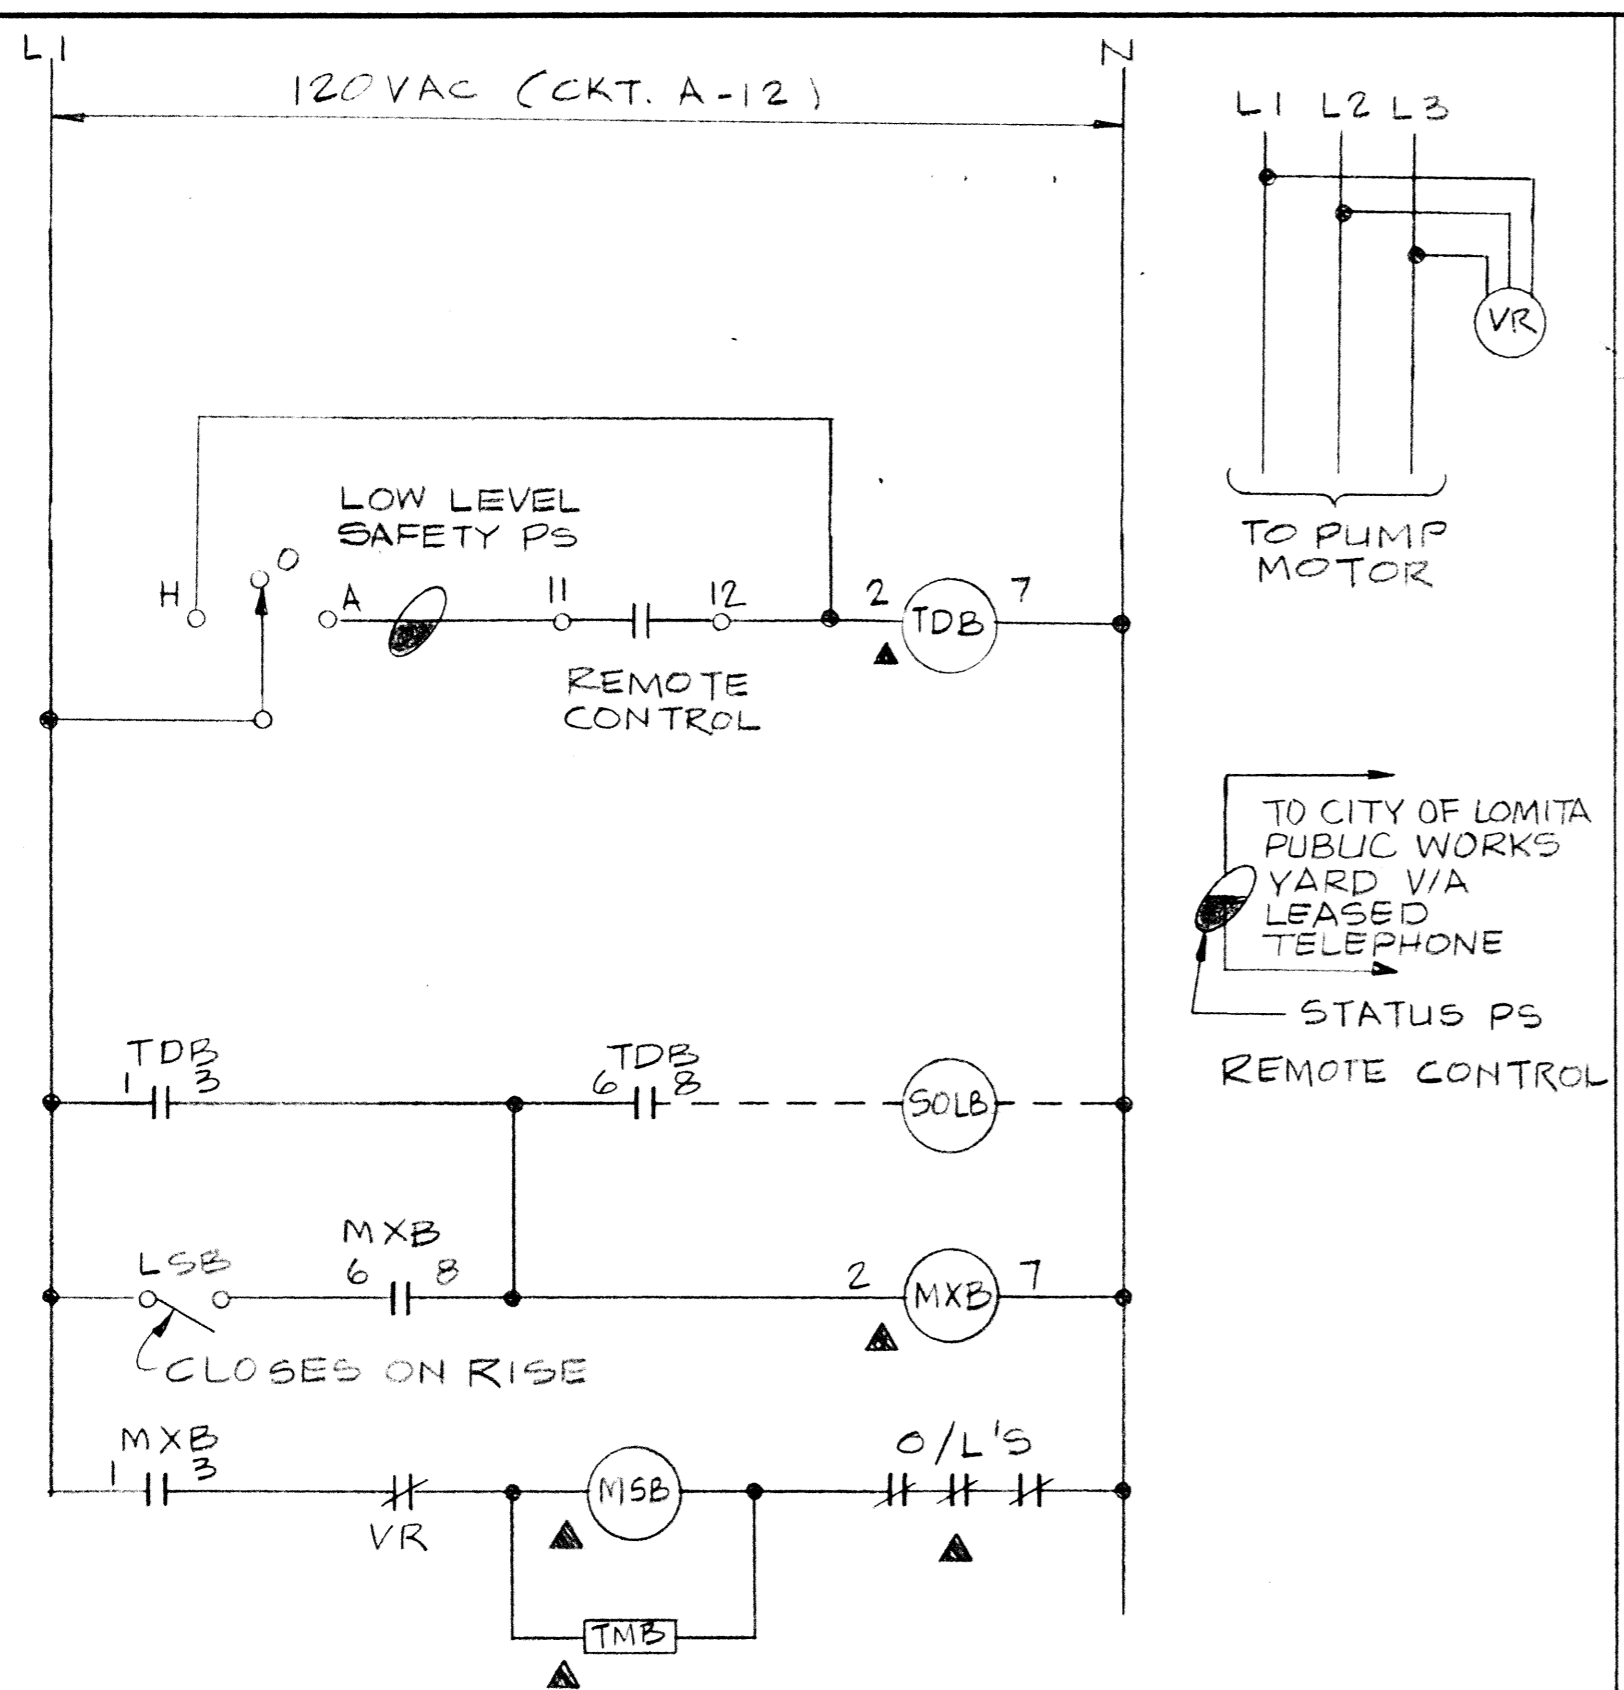 L1
N
120VAC (CKT. A-12)
L1 L2 L3
VR
TO PUMP
MOTOR
LOW LEVEL
SAFETY PS
H
O
A
11
12
2
TDB
7
REMOTE
CONTROL
TO CITY OF LOMITA
PUBLIC WORKS
YARD V/A
LEASED
TELEPHONE
STATUS PS
REMOTE CONTROL
TDB
1 3
TDB
6 8
SOLB
LSB
MXB
6 8
2
MXB
7
CLOSES ON RISE
MXB
1 3
VR
MSB
O/L'S
TMB